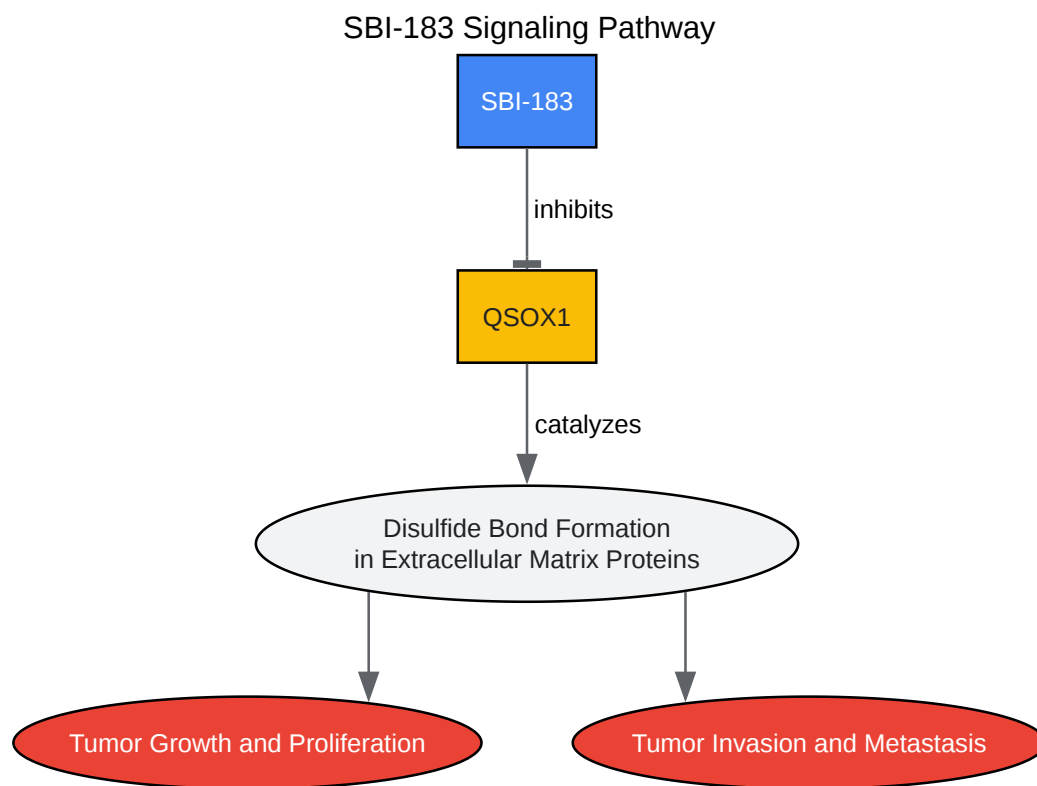 SBI-183 Signaling Pathway
SBI-183
inhibits
QSOX1
catalyzes
Disulfide Bond Formation
in Extracellular Matrix Proteins
Tumor Growth and Proliferation
Tumor Invasion and Metastasis